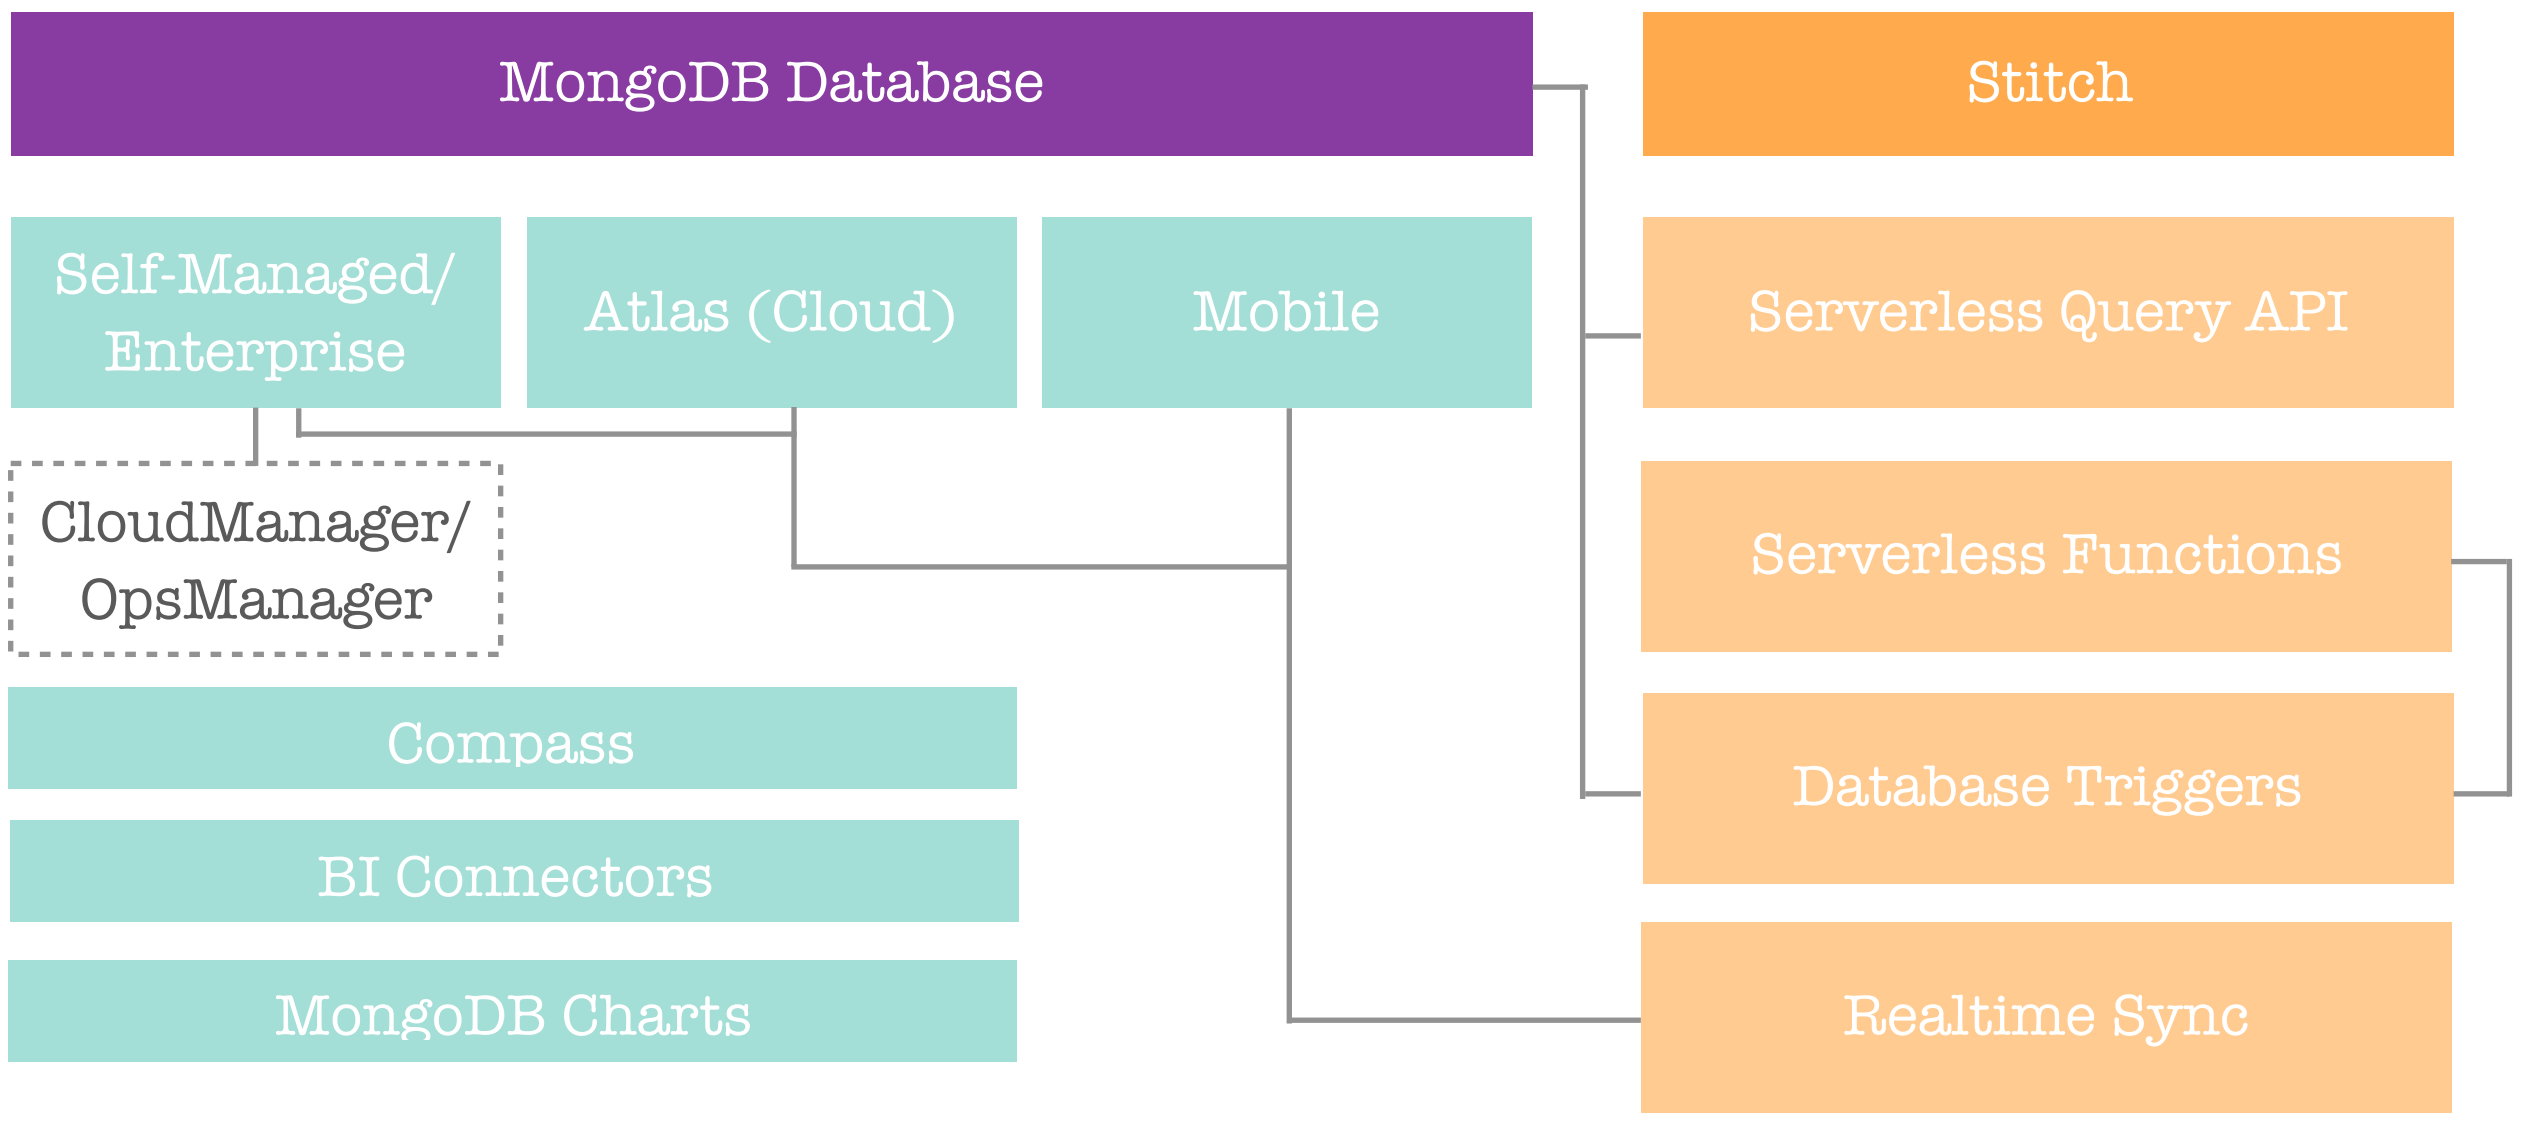 MongoDB Database
Stitch
Self-Managed/
Enterprise
Atlas (Cloud)
Mobile
Serverless Query API
CloudManager/
OpsManager
Serverless Functions
Compass
Database Triggers
BI Connectors
MongoDB Charts
Realtime Sync